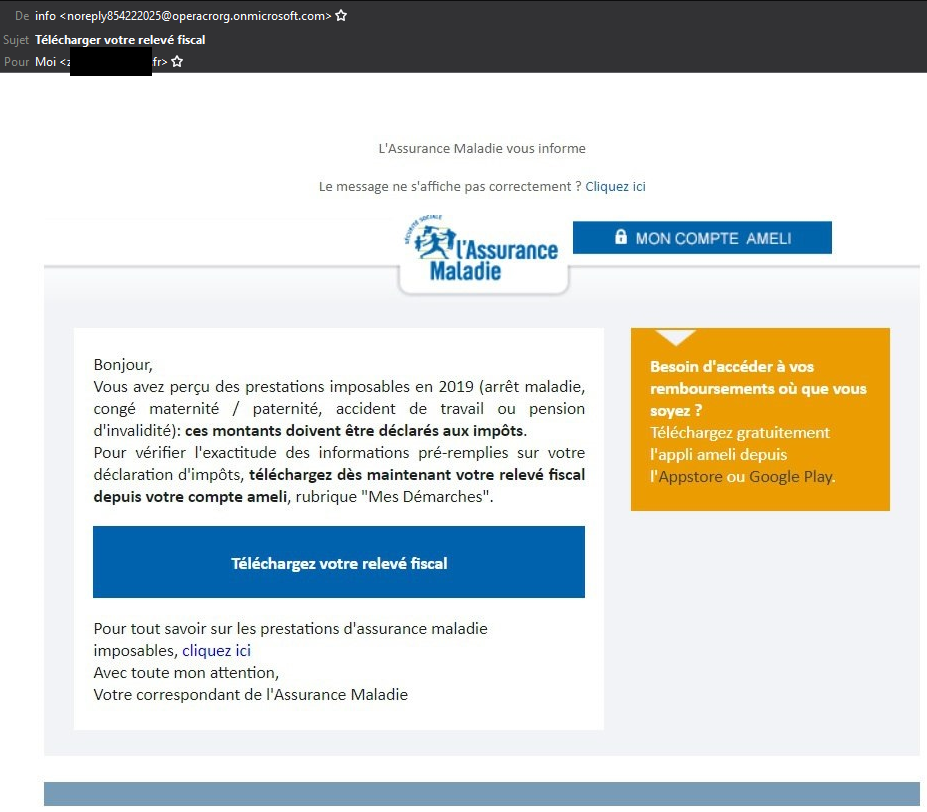 De info <noreply854222025@operacrorg.onmicrosoft.com>
Sujet Télécharger votre relevé fiscal
Pour Moi <z fr>
L'Assurance Maladie vous informe
Le message ne s'affiche pas correctement ? Cliquez ici
SÉCURITÉ SOCIALE
l'Assurance
Maladie
MON COMPTE AMELI
Bonjour,
Vous avez perçu des prestations imposables en 2019 (arrêt maladie,
congé maternité / paternité, accident de travail ou pension
d'invalidité): ces montants doivent être déclarés aux impôts.
Pour vérifier l'exactitude des informations pré-remplies sur votre
déclaration d'impôts, téléchargez dès maintenant votre relevé fiscal
depuis votre compte ameli, rubrique "Mes Démarches".
Téléchargez votre relevé fiscal
Pour tout savoir sur les prestations d'assurance maladie
imposables, cliquez ici
Avec toute mon attention,
Votre correspondant de l'Assurance Maladie
Besoin d'accéder à vos
remboursements où que vous
soyez ?
Téléchargez gratuitement
l'appli ameli depuis
l'Appstore ou Google Play.